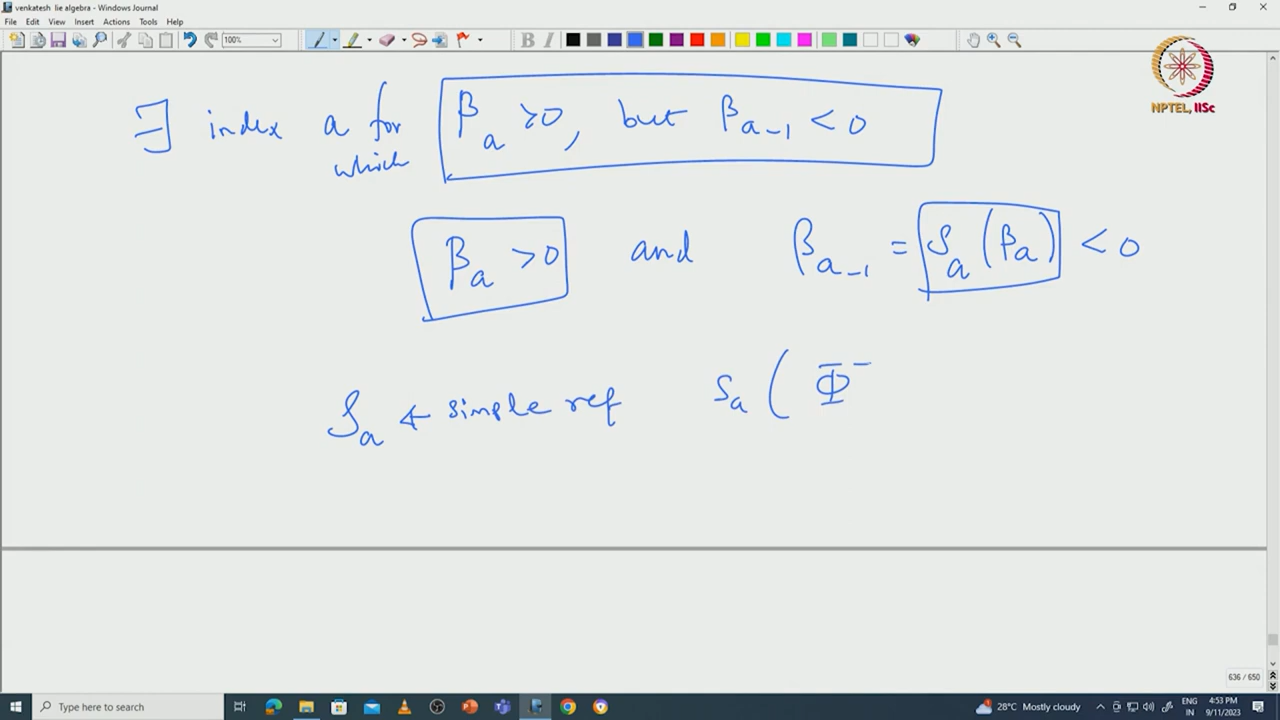 venkatesh lie algebra - Windows Journal
File Edit View Insert Actions Tools Help
100%
NPTEL, IISc
∃ index a for which β_a > 0, but β_{a-1} < 0
β_a > 0 and β_{a-1} = s_a(β_a) < 0
s_a ← simple ref s_a ( Φ⁻
636 / 650
Type here to search
28°C Mostly cloudy
ENG
IN
4:53 PM
9/11/2023